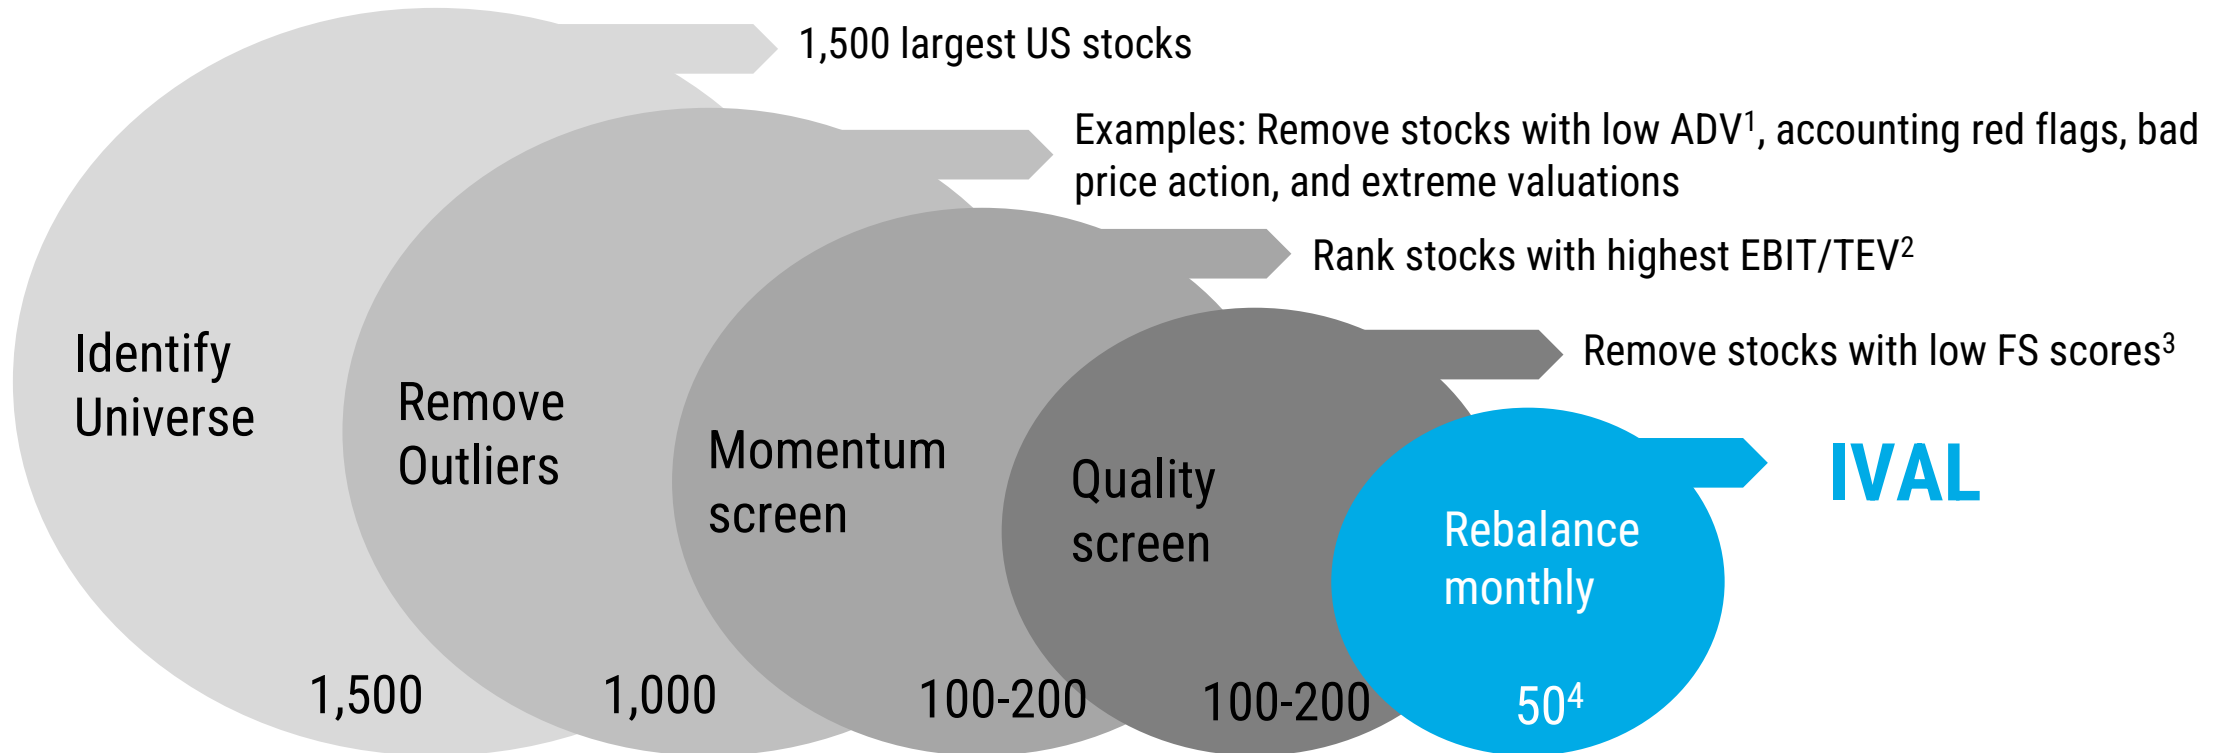 1,500 largest US stocks
Examples: Remove stocks with low ADV¹, accounting red flags, bad
price action, and extreme valuations
Rank stocks with highest EBIT/TEV²
Remove stocks with low FS scores³
IVAL
Identify
Universe
1,500
Remove
Outliers
1,000
Momentum
screen
100-200
Quality
screen
100-200
Rebalance
monthly
50⁴